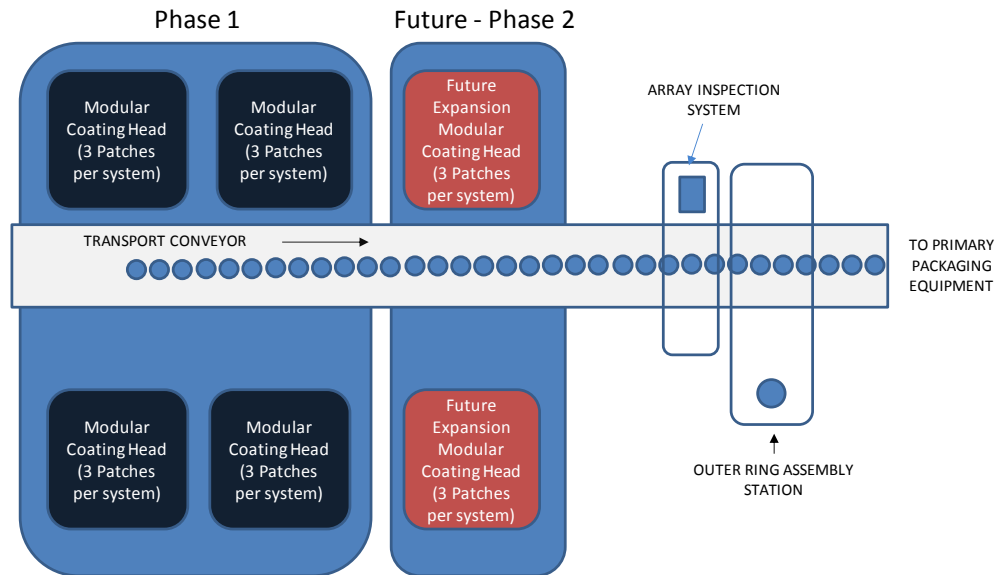 Phase 1
Future - Phase 2
Modular
Coating Head
(3 Patches
per system)
Modular
Coating Head
(3 Patches
per system)
Future
Expansion
Modular
Coating Head
(3 Patches
per system)
ARRAY INSPECTION
SYSTEM
TRANSPORT CONVEYOR
TO PRIMARY
PACKAGING
EQUIPMENT
Modular
Coating Head
(3 Patches
per system)
Modular
Coating Head
(3 Patches
per system)
Future
Expansion
Modular
Coating Head
(3 Patches
per system)
OUTER RING ASSEMBLY
STATION